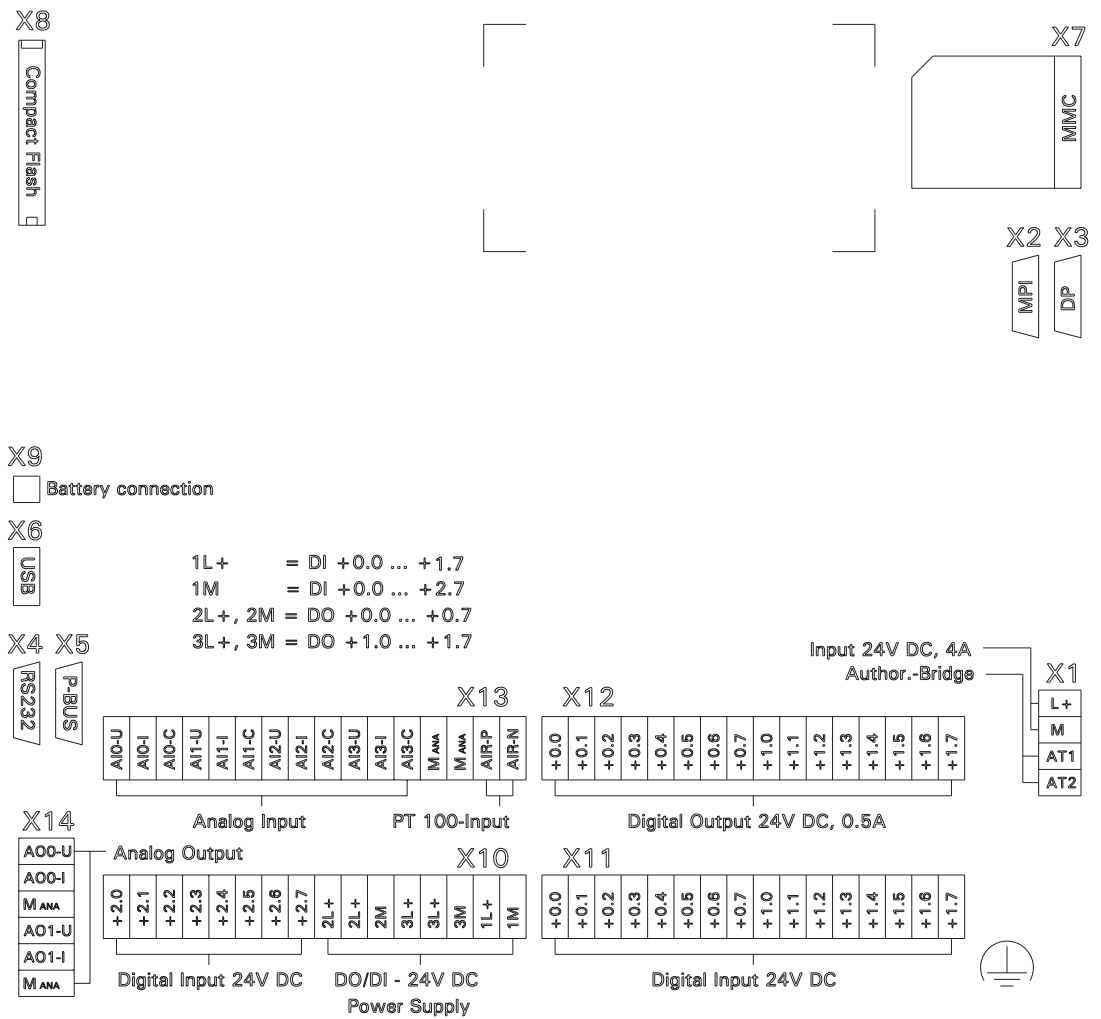 X8
Compact Flash
X7
MMC
X2 X3
MPI
DP
X9
Battery connection
X6
USB
1L+ = DI +0.0 ... +1.7
1M = DI +0.0 ... +2.7
2L+, 2M = DO +0.0 ... +0.7
3L+, 3M = DO +1.0 ... +1.7
X4 X5
RS232
P-BUS
Input 24V DC, 4A
Author.-Bridge
X1
L+
M
AT1
AT2
X13
AI0-U
AI0-I
AI0-C
AI1-U
AI1-I
AI1-C
AI2-U
AI2-I
AI2-C
AI3-U
AI3-I
AI3-C
M ANA
M ANA
AIR-P
AIR-N
Analog Input
PT 100-Input
X12
+0.0
+0.1
+0.2
+0.3
+0.4
+0.5
+0.6
+0.7
+1.0
+1.1
+1.2
+1.3
+1.4
+1.5
+1.6
+1.7
Digital Output 24V DC, 0.5A
X14
AO0-U
AO0-I
M ANA
AO1-U
AO1-I
M ANA
Analog Output
X10
+2.0
+2.1
+2.2
+2.3
+2.4
+2.5
+2.6
+2.7
2L+
2L+
2M
3L+
3L+
3M
1L+
1M
Digital Input 24V DC
DO/DI - 24V DC
Power Supply
X11
+0.0
+0.1
+0.2
+0.3
+0.4
+0.5
+0.6
+0.7
+1.0
+1.1
+1.2
+1.3
+1.4
+1.5
+1.6
+1.7
Digital Input 24V DC